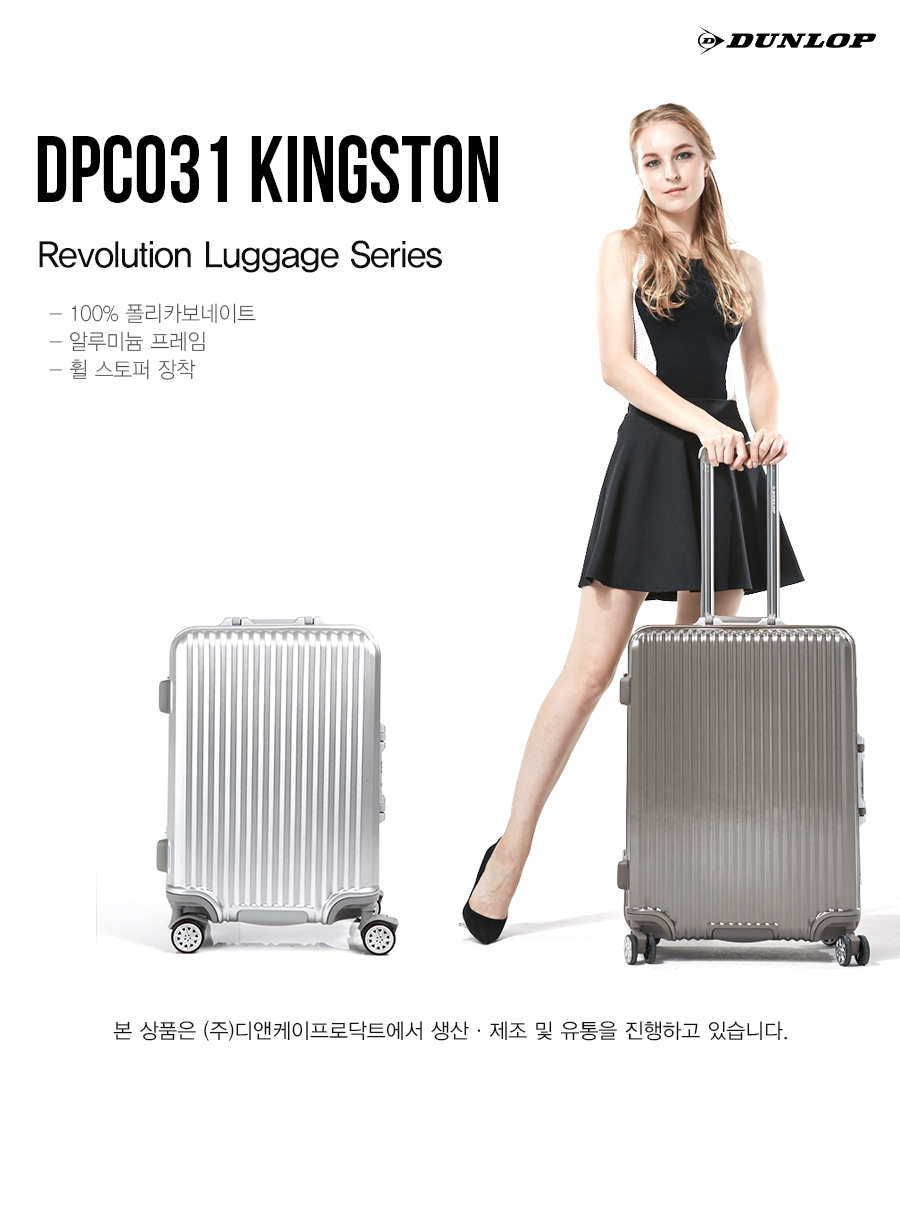 DUNLOP
DPC031 KINGSTON
Revolution Luggage Series
- 100% 폴리카보네이트
- 알루미늄 프레임
- 휠 스토퍼 장착
DUNLOP
본 상품은 (주)디앤케이프로닥트에서 생산 · 제조 및 유통을 진행하고 있습니다.